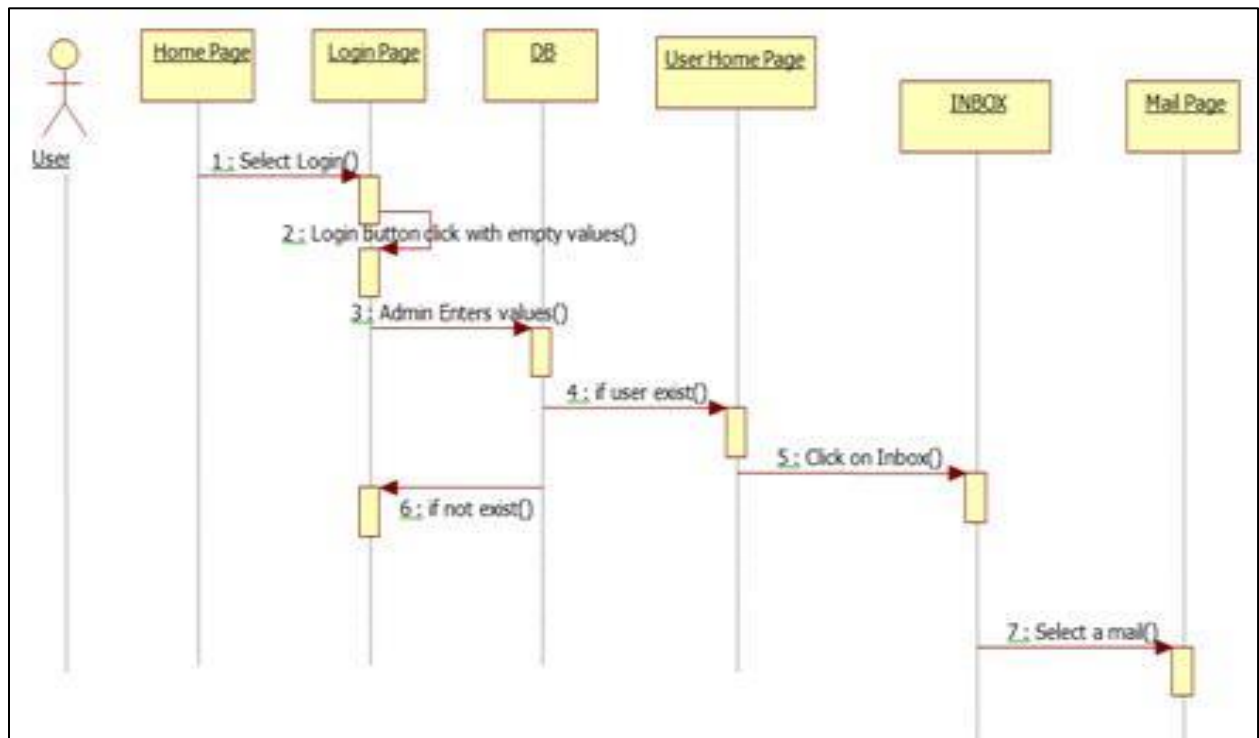 Home Page
Login Page
DB
User Home Page
INBOX
Mail Page
User
1 : Select Login()
2 : Login button click with empty values()
3 : Admin Enters values()
4 : if user exist()
5 : Click on Inbox()
6 : if not exist()
7 : Select a mail()